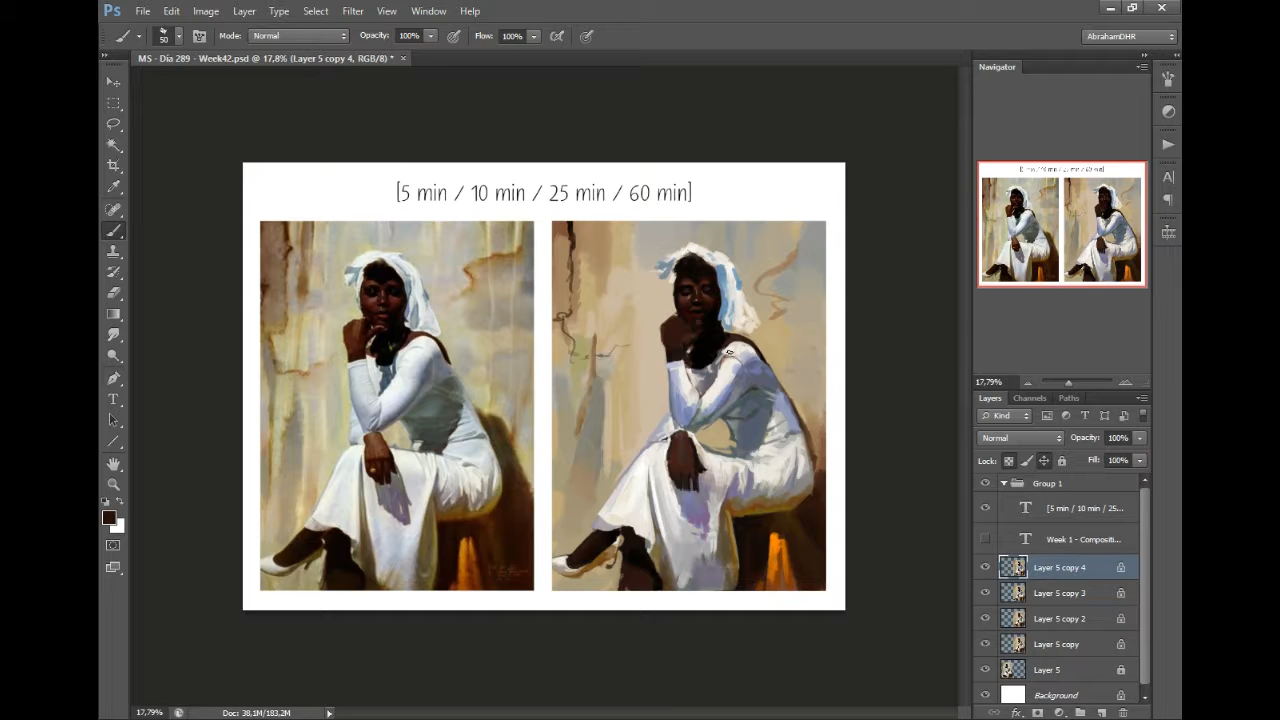 Ps File Edit Image Layer Type Select Filter View Window Help
50 Mode: Normal Opacity: 100% Flow: 100% AbrahamDHR
MS - Dia 289 - Week42.psd @ 17,8% (Layer 5 copy 4, RGB/8) * ×
Navigator
[5 min / 10 min / 25 min / 60 min]
17,79%
Layers Channels Paths
Kind
Normal Opacity: 100%
Lock: Fill: 100%
Group 1
[5 min / 10 min / 25...
Week 1 - Compositi...
Layer 5 copy 4
Layer 5 copy 3
Layer 5 copy 2
Layer 5 copy
Layer 5
Background
17,79% Doc: 38,1M/183,2M